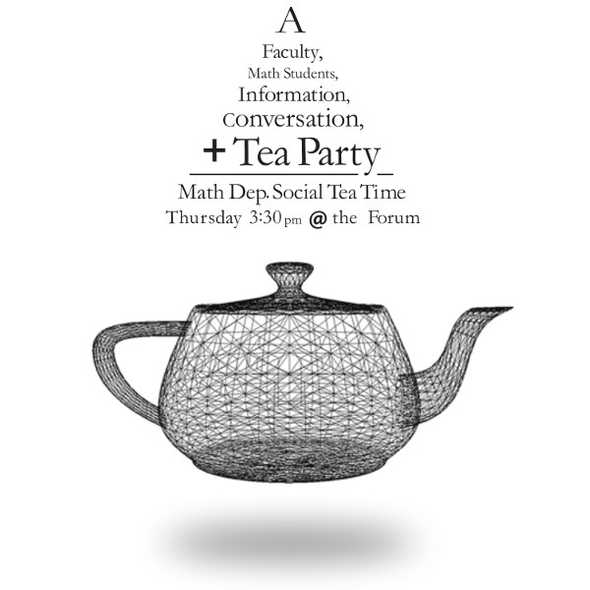 A
Faculty,
Math Students,
Information,
conversation,
+ Tea Party
Math Dep. Social Tea Time
Thursday 3:30 pm @ the Forum